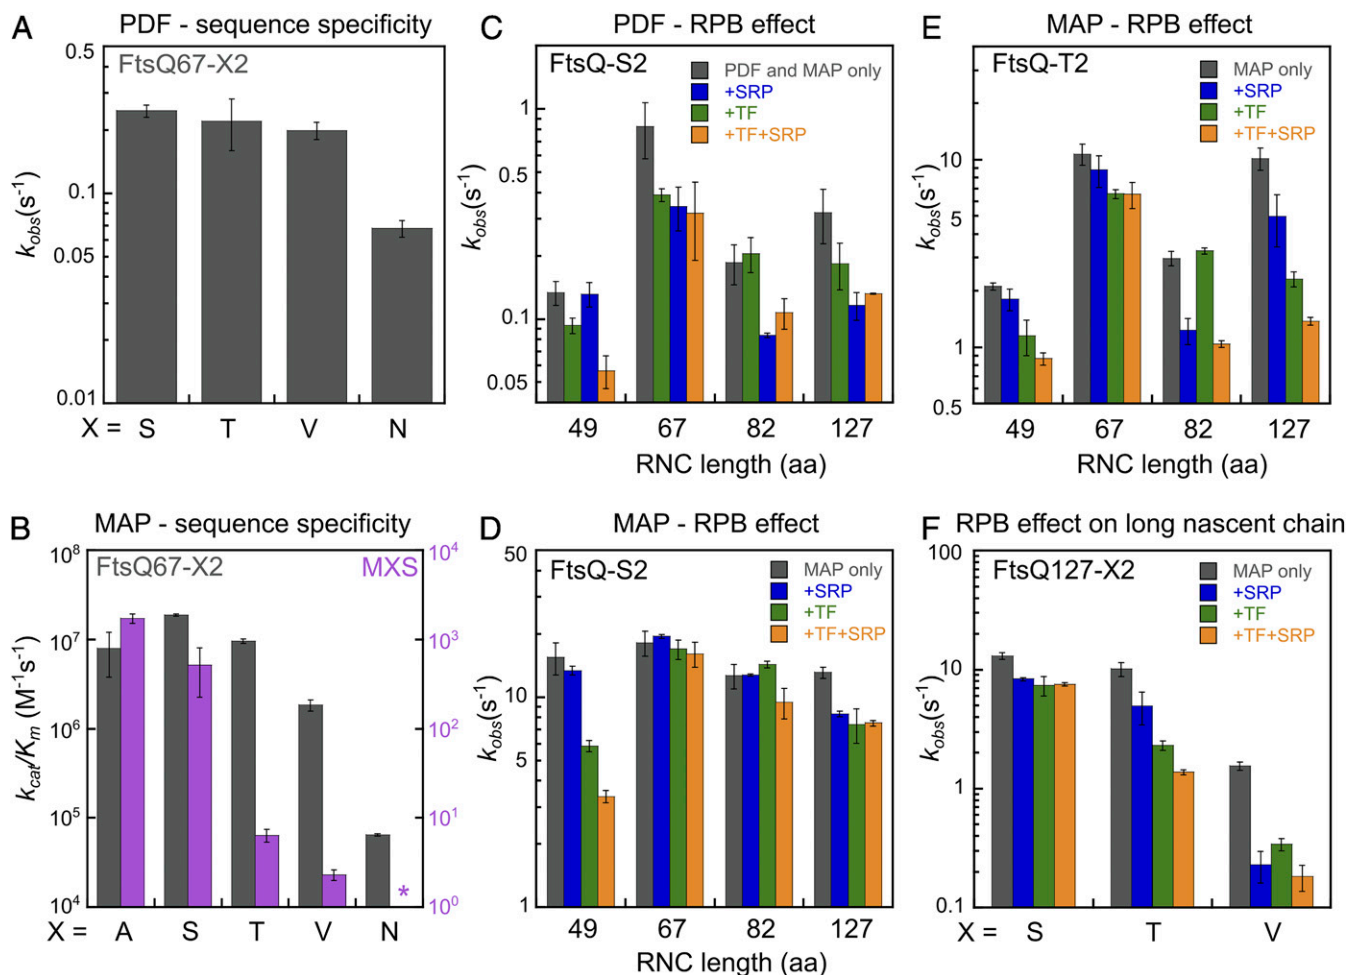 A
PDF - sequence specificity
FtsQ67-X2
kobs(s-1)
0.5
0.1
0.05
0.01
X = S T V N
B
MAP - sequence specificity
FtsQ67-X2 MXS
kcat/Km (M-1s-1)
10^8
10^7
10^6
10^5
10^4
10^4
10^3
10^2
10^1
10^0
*
X = A S T V N
C
PDF - RPB effect
FtsQ-S2
PDF and MAP only
+SRP
+TF
+TF+SRP
kobs(s-1)
1
0.5
0.1
0.05
49 67 82 127
RNC length (aa)
D
MAP - RPB effect
FtsQ-S2
MAP only
+SRP
+TF
+TF+SRP
kobs(s-1)
50
10
5
1
49 67 82 127
RNC length (aa)
E
MAP - RPB effect
FtsQ-T2
MAP only
+SRP
+TF
+TF+SRP
kobs(s-1)
10
5
1
0.5
49 67 82 127
RNC length (aa)
F
RPB effect on long nascent chain
FtsQ127-X2
MAP only
+SRP
+TF
+TF+SRP
kobs(s-1)
100
10
1
0.1
X = S T V